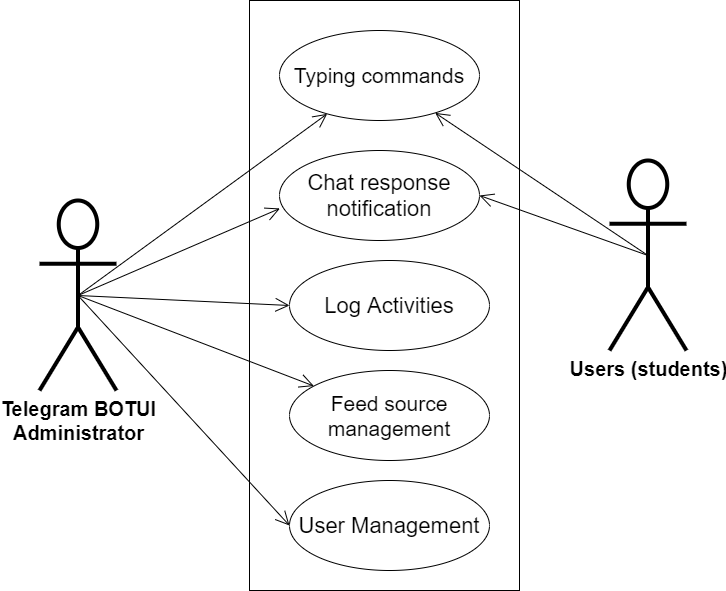 Typing commands
Chat response
notification
Log Activities
Feed source
management
User Management
Telegram BOTUI
Administrator
Users (students)